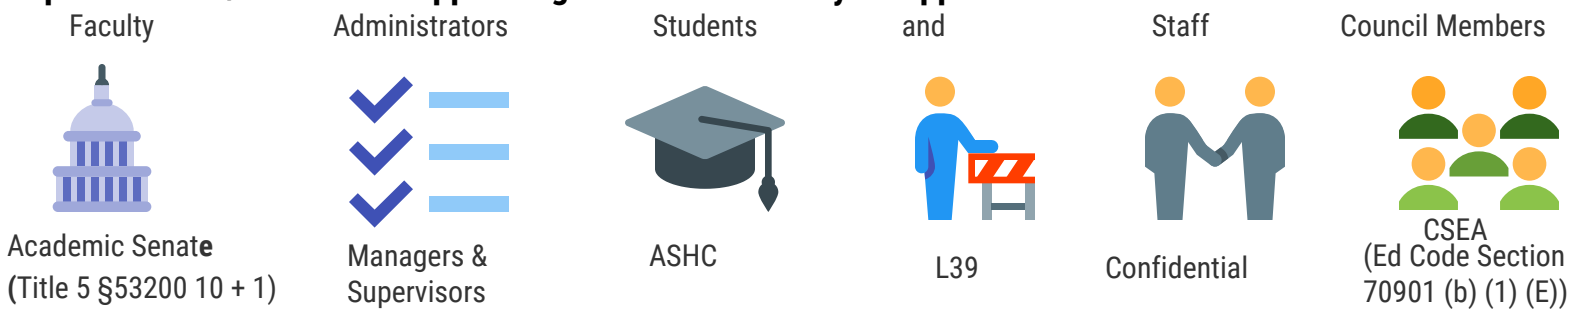 Faculty Administrators Students and Staff Council Members
Academic Senate
(Title 5 §53200 10 + 1)
Managers &
Supervisors
ASHC
L39
Confidential
CSEA
(Ed Code Section
70901 (b) (1) (E))